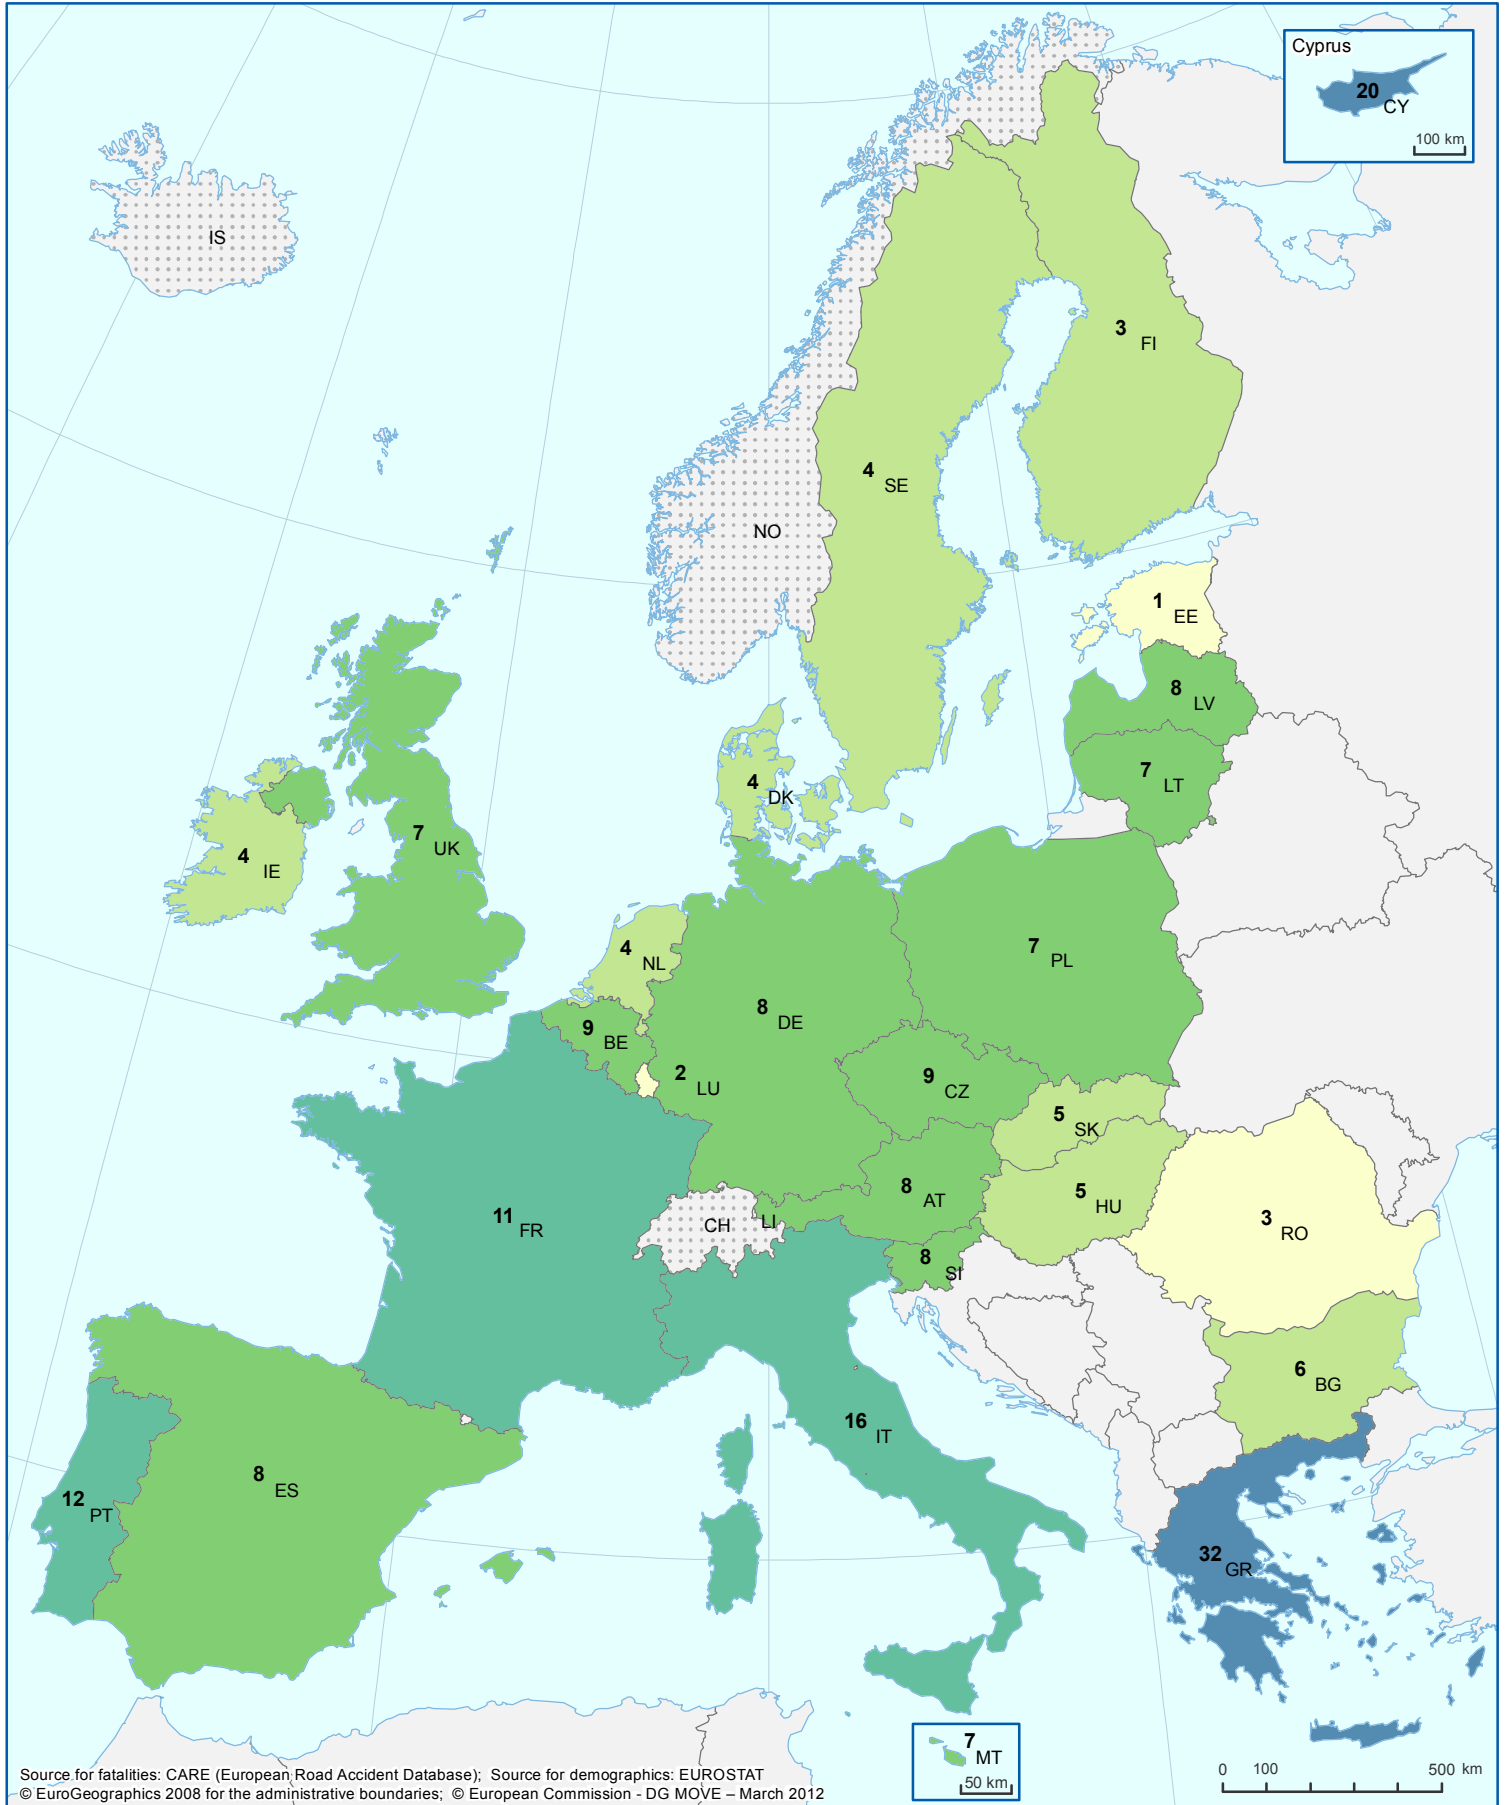 Cyprus
20
CY
100 km
IS
3
FI
4
SE
NO
1
EE
8
LV
7
LT
4
DK
7
UK
4
IE
4
NL
7
PL
8
DE
9
BE
2
LU
9
CZ
5
SK
8
AT
5
HU
11
FR
CH
LI
3
RO
8
SI
6
BG
16
IT
8
ES
12
PT
32
GR
7
MT
50 km
0 100 500 km
Source for fatalities: CARE (European Road Accident Database); Source for demographics: EUROSTAT
© EuroGeographics 2008 for the administrative boundaries; © European Commission - DG MOVE – March 2012